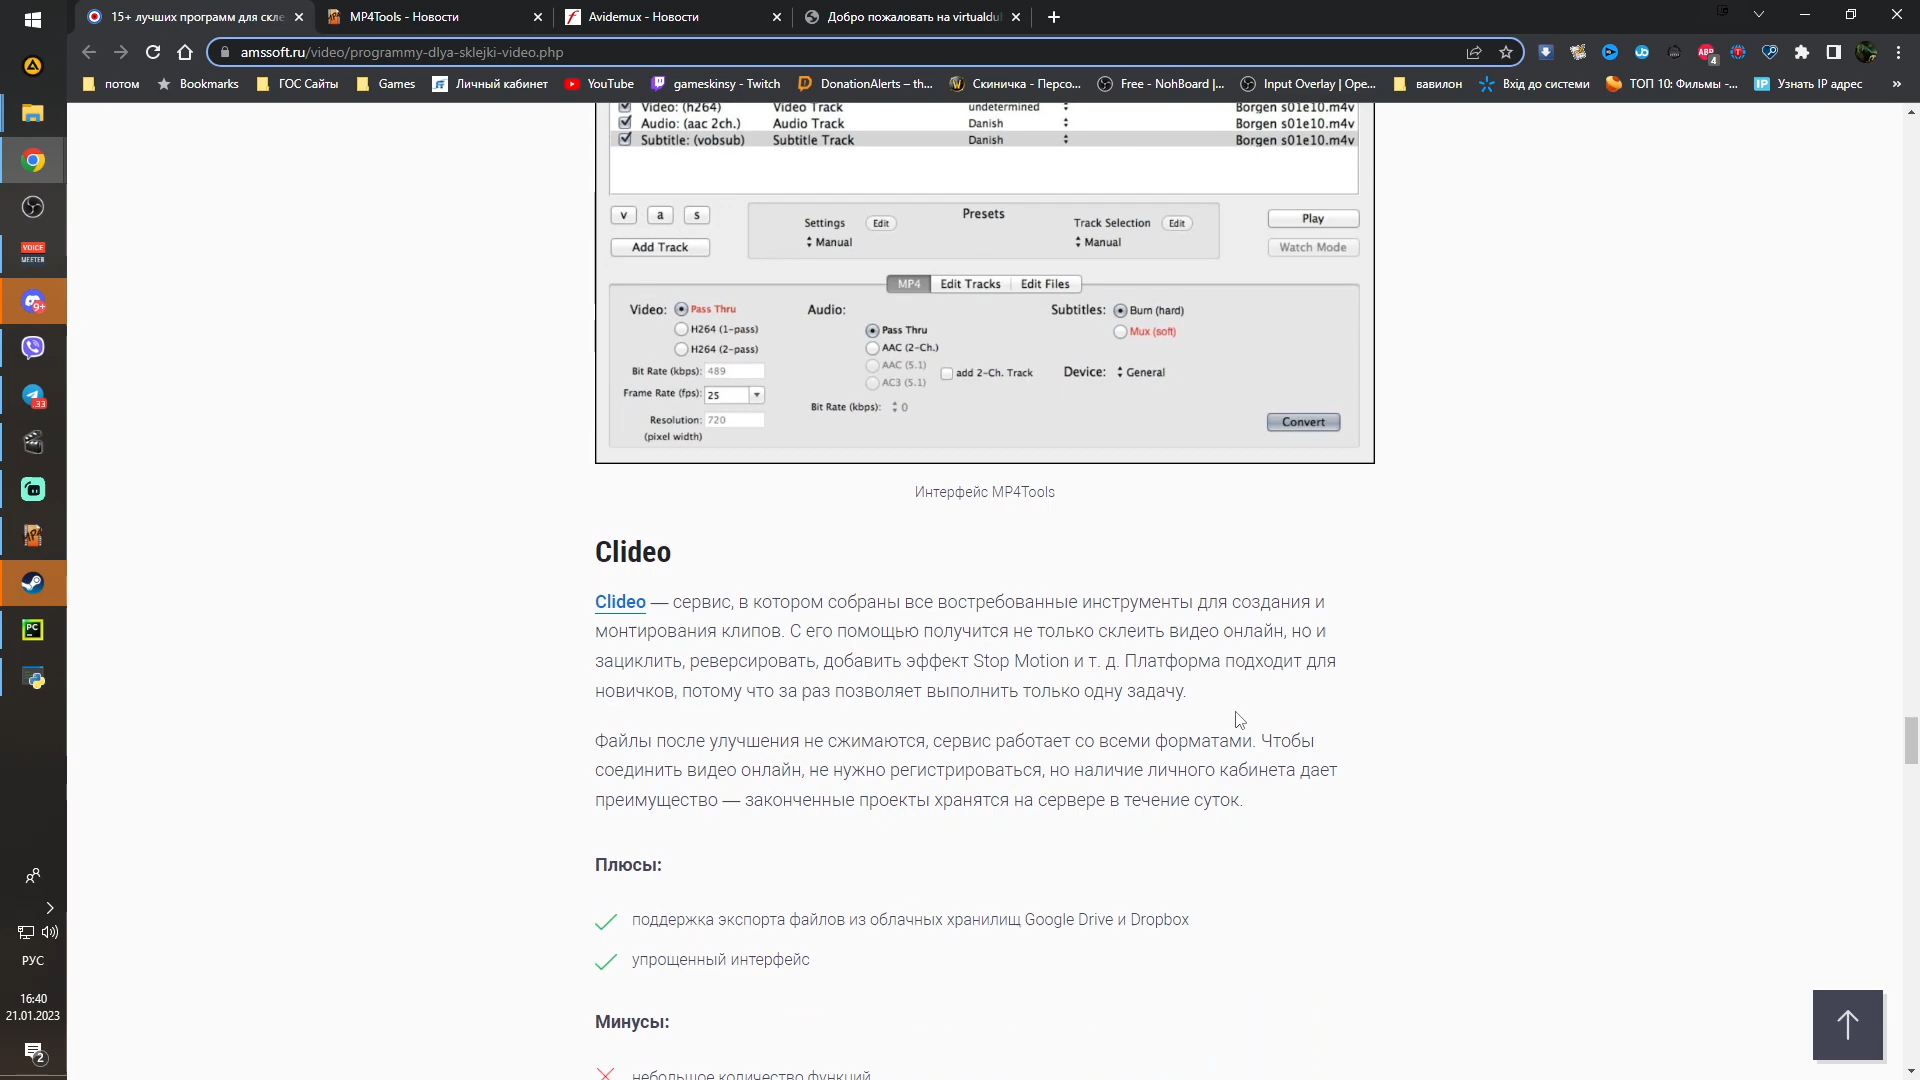 15+ лучших программ для скле
MP4Tools - Новости
Avidemux - Новости
Добро пожаловать на virtualdu
amssoft.ru/video/programmy-dlya-sklejki-video.php
потом
Bookmarks
ГОС Сайты
Games
Личный кабинет
YouTube
gameskinsy - Twitch
DonationAlerts – th...
Скиничка - Персо...
Free - NohBoard |...
Input Overlay | Ope...
вавилон
Вхід до системи
ТОП 10: Фильмы -...
Узнать IP адрес
»
Video: (h264) Video Track undetermined Borgen s01e10.m4v
Audio: (aac 2ch.) Audio Track Danish Borgen s01e10.m4v
Subtitle: (vobsub) Subtitle Track Danish Borgen s01e10.m4v
v a s
Add Track
Presets
Settings Edit
Manual
Track Selection Edit
Manual
Play
Watch Mode
MP4 Edit Tracks Edit Files
Video: Pass Thru
H264 (1-pass)
H264 (2-pass)
Bit Rate (kbps): 489
Frame Rate (fps): 25
Resolution: 720
(pixel width)
Audio:
Pass Thru
AAC (2-Ch.)
AAC (5.1)
AC3 (5.1)
add 2-Ch. Track
Bit Rate (kbps): 0
Subtitles: Burn (hard)
Mux (soft)
Device: General
Convert
Интерфейс MP4Tools
Clideo
Clideo — сервис, в котором собраны все востребованные инструменты для создания и
монтирования клипов. С его помощью получится не только склеить видео онлайн, но и
зациклить, реверсировать, добавить эффект Stop Motion и т. д. Платформа подходит для
новичков, потому что за раз позволяет выполнить только одну задачу.
Файлы после улучшения не сжимаются, сервис работает со всеми форматами. Чтобы
соединить видео онлайн, не нужно регистрироваться, но наличие личного кабинета дает
преимущество — законченные проекты хранятся на сервере в течение суток.
Плюсы:
поддержка экспорта файлов из облачных хранилищ Google Drive и Dropbox
упрощенный интерфейс
Минусы:
небольшое количество функций
VOICE
MEETER
9+
33
PC
РУС
16:40
21.01.2023
2
ABP
4
IP